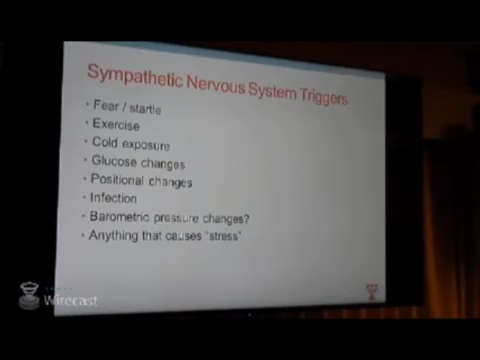 Sympathetic Nervous System Triggers
• Fear / startle
• Exercise
• Cold exposure
• Glucose changes
• Positional changes
• Infection
• Barometric pressure changes?
• Anything that causes "stress"
Wirecast